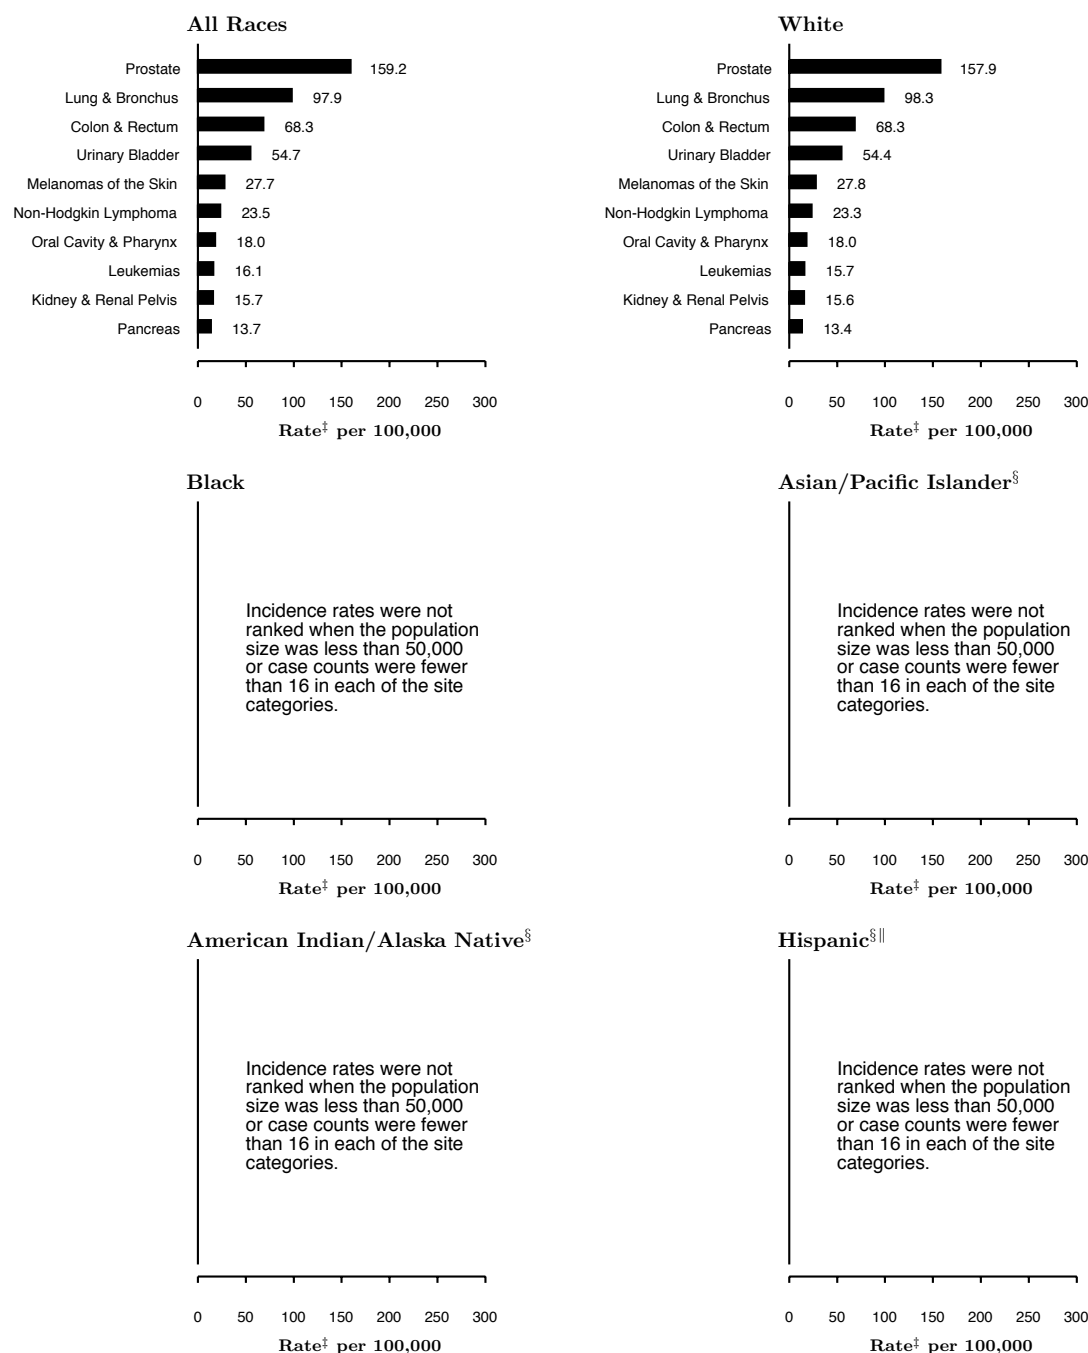 All Races
Prostate 159.2
Lung & Bronchus 97.9
Colon & Rectum 68.3
Urinary Bladder 54.7
Melanomas of the Skin 27.7
Non-Hodgkin Lymphoma 23.5
Oral Cavity & Pharynx 18.0
Leukemias 16.1
Kidney & Renal Pelvis 15.7
Pancreas 13.7
0 50 100 150 200 250 300
Rate‡ per 100,000
White
Prostate 157.9
Lung & Bronchus 98.3
Colon & Rectum 68.3
Urinary Bladder 54.4
Melanomas of the Skin 27.8
Non-Hodgkin Lymphoma 23.3
Oral Cavity & Pharynx 18.0
Leukemias 15.7
Kidney & Renal Pelvis 15.6
Pancreas 13.4
0 50 100 150 200 250 300
Rate‡ per 100,000
Black
Incidence rates were not
ranked when the population
size was less than 50,000
or case counts were fewer
than 16 in each of the site
categories.
0 50 100 150 200 250 300
Rate‡ per 100,000
Asian/Pacific Islander§
Incidence rates were not
ranked when the population
size was less than 50,000
or case counts were fewer
than 16 in each of the site
categories.
0 50 100 150 200 250 300
Rate‡ per 100,000
American Indian/Alaska Native§
Incidence rates were not
ranked when the population
size was less than 50,000
or case counts were fewer
than 16 in each of the site
categories.
0 50 100 150 200 250 300
Rate‡ per 100,000
Hispanic§‖
Incidence rates were not
ranked when the population
size was less than 50,000
or case counts were fewer
than 16 in each of the site
categories.
0 50 100 150 200 250 300
Rate‡ per 100,000